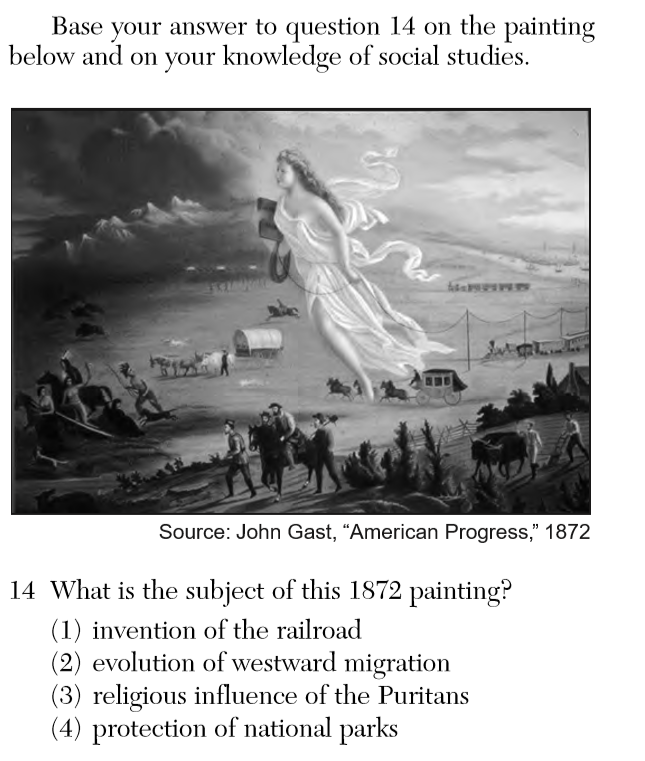 Base your answer to question 14 on the painting
below and on your knowledge of social studies.
Source: John Gast, “American Progress,” 1872
14 What is the subject of this 1872 painting?
(1) invention of the railroad
(2) evolution of westward migration
(3) religious influence of the Puritans
(4) protection of national parks